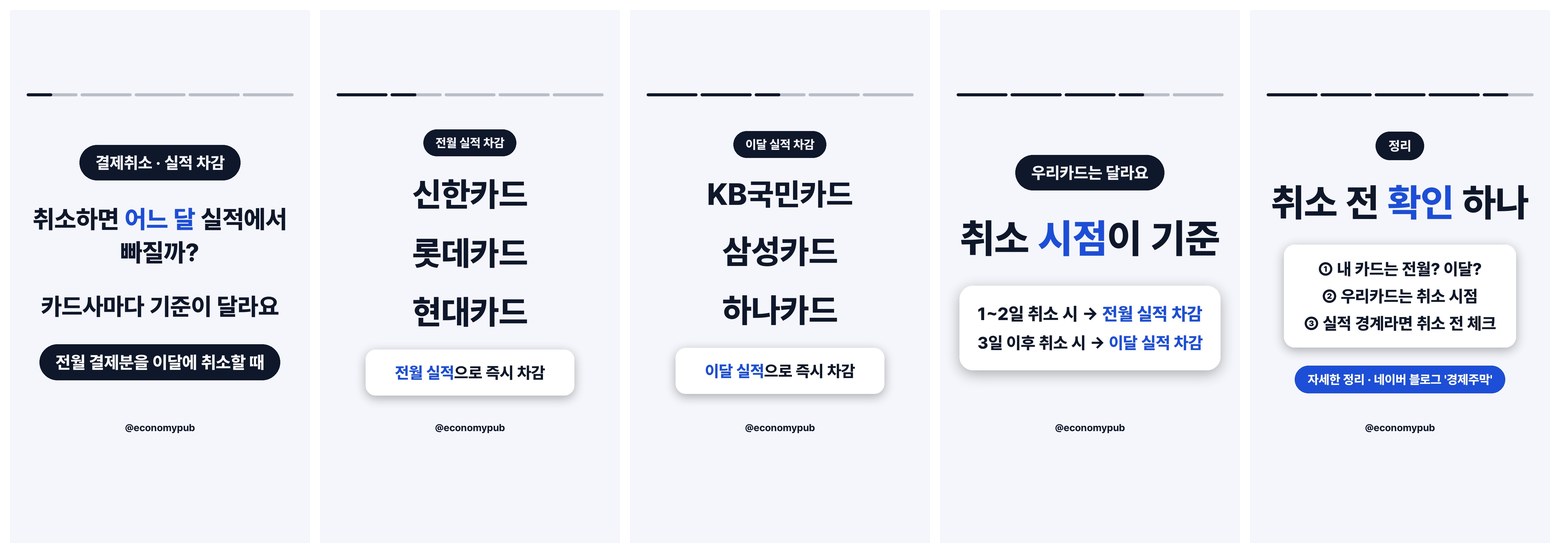 결제취소 · 실적 차감
취소하면 어느 달 실적에서
빠질까?
카드사마다 기준이 달라요
전월 결제분을 이달에 취소할 때
@economypub
전월 실적 차감
신한카드
롯데카드
현대카드
전월 실적으로 즉시 차감
@economypub
이달 실적 차감
KB국민카드
삼성카드
하나카드
이달 실적으로 즉시 차감
@economypub
우리카드는 달라요
취소 시점이 기준
1~2일 취소 시 → 전월 실적 차감
3일 이후 취소 시 → 이달 실적 차감
@economypub
정리
취소 전 확인 하나
① 내 카드는 전월? 이달?
② 우리카드는 취소 시점
③ 실적 경계라면 취소 전 체크
자세한 정리 · 네이버 블로그 '경제주막'
@economypub